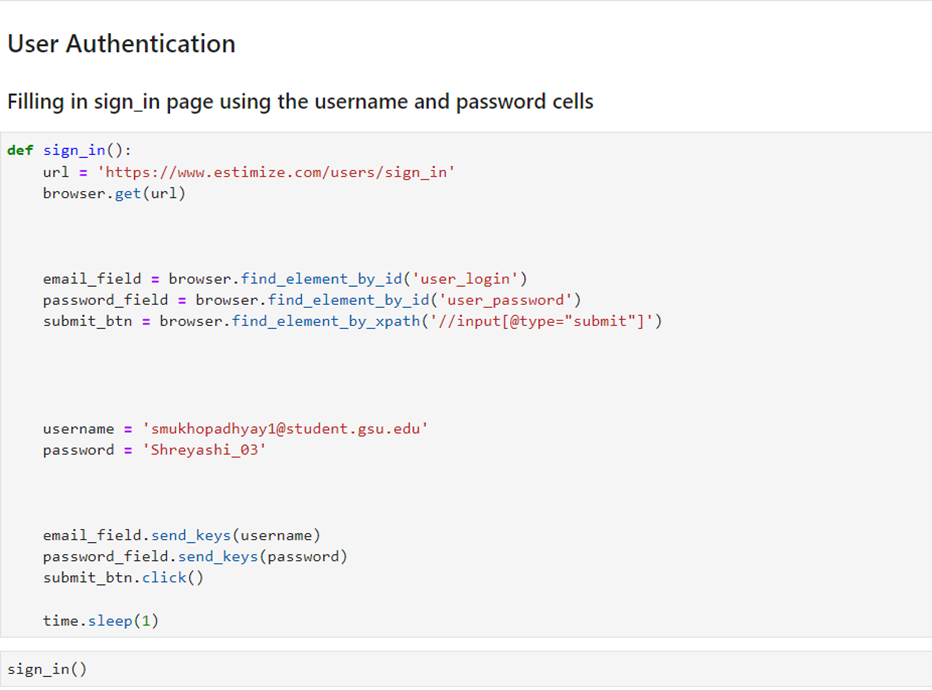 User Authentication
Filling in sign_in page using the username and password cells
def sign_in():
    url = 'https://www.estimize.com/users/sign_in'
    browser.get(url)
    email_field = browser.find_element_by_id('user_login')
    password_field = browser.find_element_by_id('user_password')
    submit_btn = browser.find_element_by_xpath('//input[@type="submit"]')
    username = 'smukhopadhyay1@student.gsu.edu'
    password = 'Shreyashi_03'
    email_field.send_keys(username)
    password_field.send_keys(password)
    submit_btn.click()
    time.sleep(1)
sign_in()